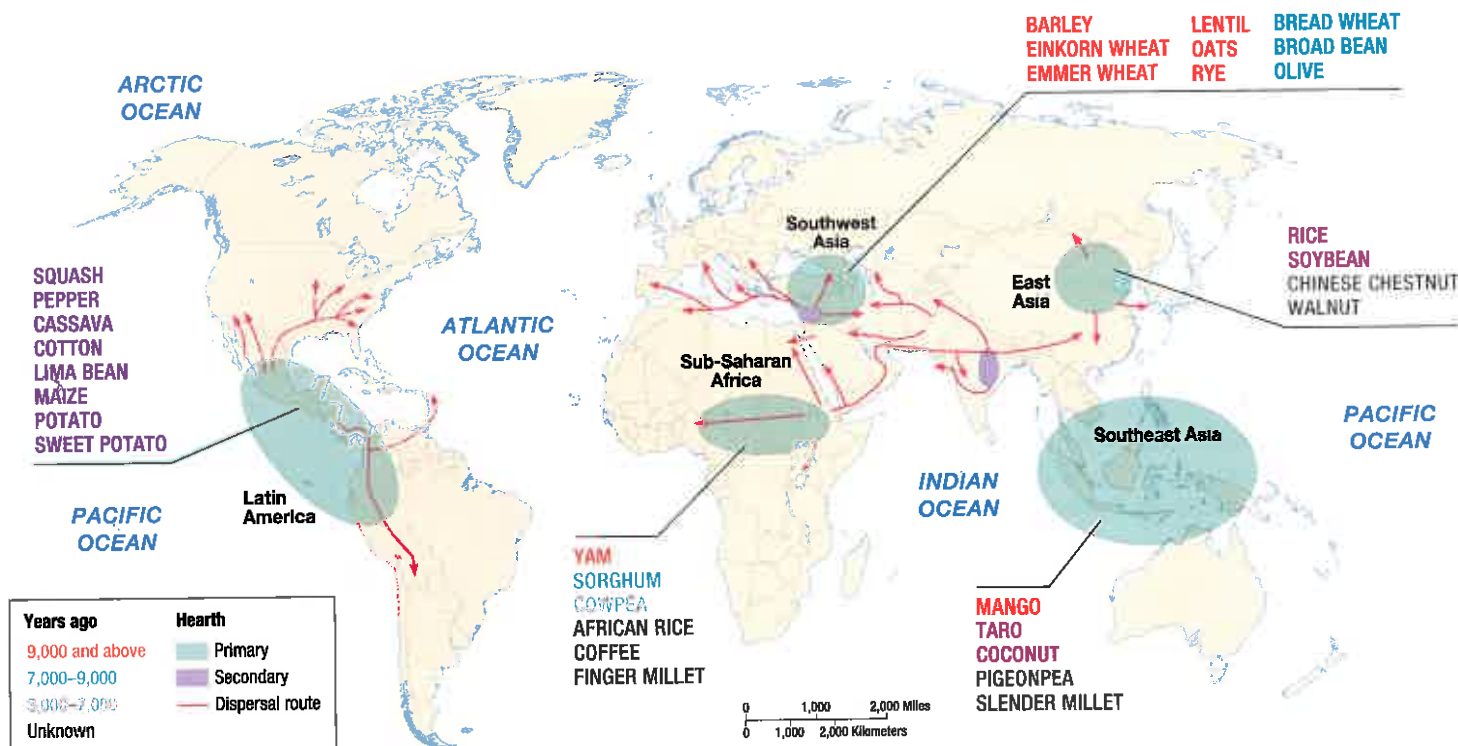 BARLEY LENTIL BREAD WHEAT
EINKORN WHEAT OATS BROAD BEAN
EMMER WHEAT RYE OLIVE
ARCTIC
OCEAN
Southwest
Asia
East
Asia
RICE
SOYBEAN
CHINESE CHESTNUT
WALNUT
SQUASH
PEPPER
CASSAVA
COTTON
LIMA BEAN
MAIZE
POTATO
SWEET POTATO
ATLANTIC
OCEAN
Sub-Saharan
Africa
PACIFIC
OCEAN
Southeast Asia
INDIAN
OCEAN
Latin
America
PACIFIC
OCEAN
YAM
SORGHUM
COWPEA
AFRICAN RICE
COFFEE
FINGER MILLET
MANGO
TARO
COCONUT
PIGEONPEA
SLENDER MILLET
Years ago Hearth
9,000 and above Primary
7,000–9,000 Secondary
Dispersal route
Unknown
0 1,000 2,000 Miles
0 1,000 2,000 Kilometers